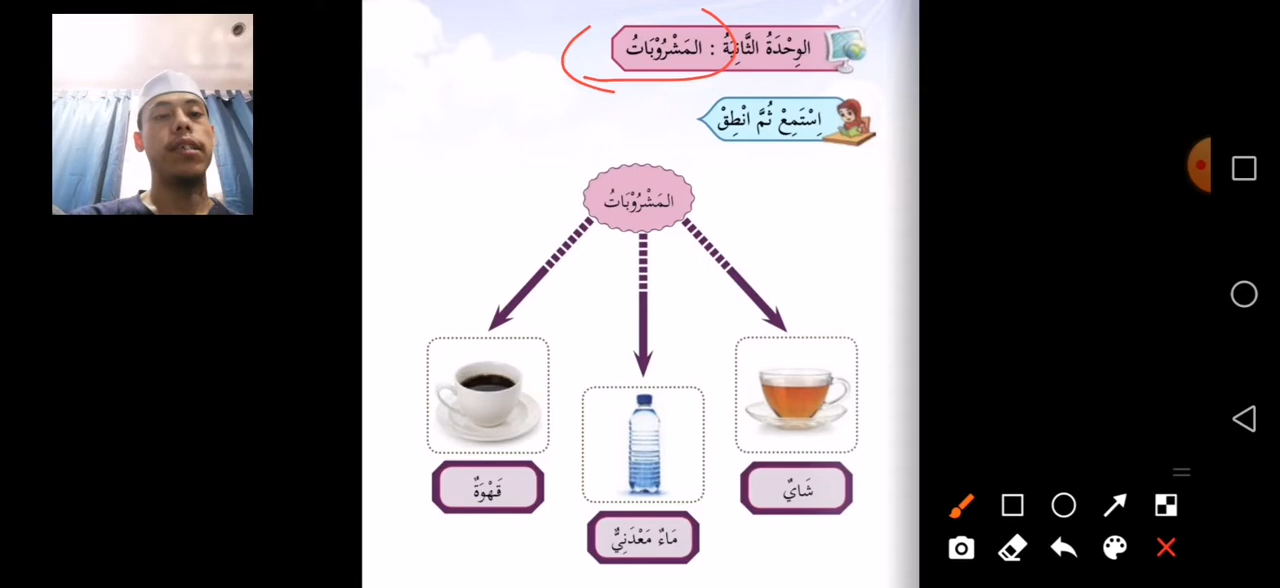 الوِحْدَةُ الثَّانِيَةُ : المَشْرُوْبَاتُ
اِسْتَمِعْ ثُمَّ انْطِقْ
المَشْرُوْبَاتُ
شَايٌ
مَاءٌ مَعْدَنِيٌّ
قَهْوَةٌ